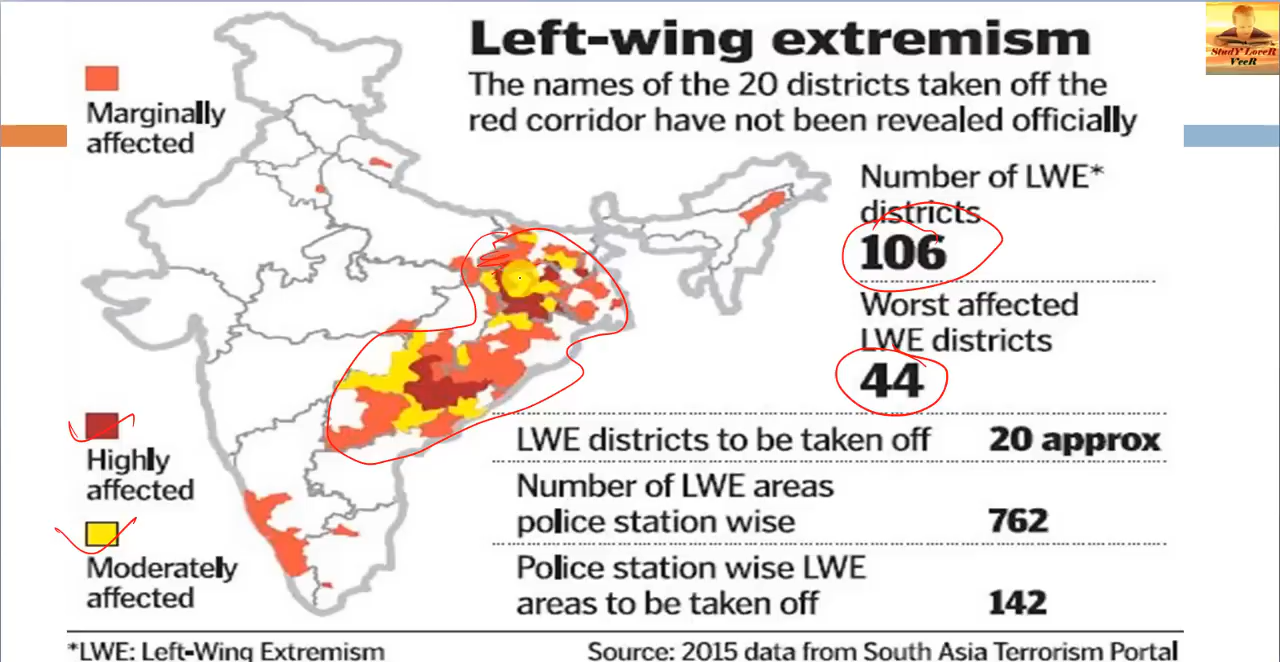 Left-wing extremism
The names of the 20 districts taken off the
red corridor have not been revealed officially
StudY LoveR
VeeR
Marginally
affected
Number of LWE*
districts
106
Worst affected
LWE districts
44
Highly
affected
Moderately
affected
LWE districts to be taken off 20 approx
Number of LWE areas
police station wise 762
Police station wise LWE
areas to be taken off 142
*LWE: Left-Wing Extremism Source: 2015 data from South Asia Terrorism Portal